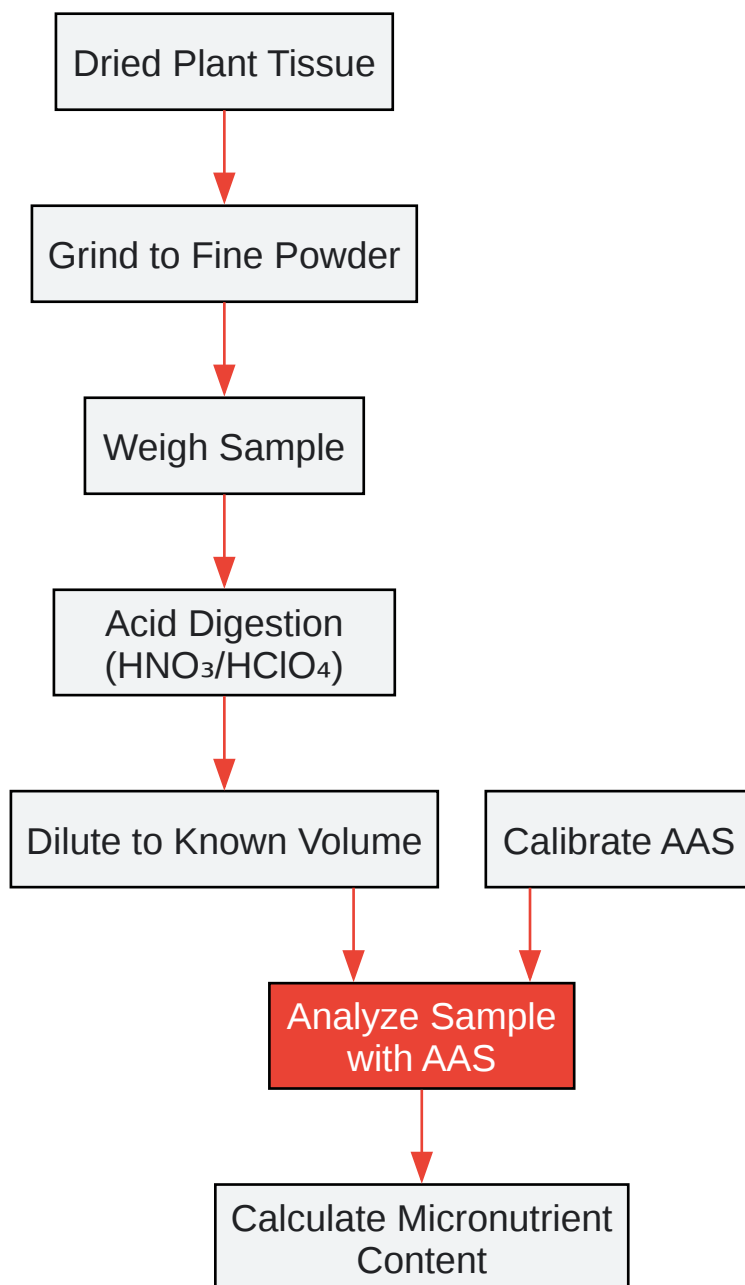 Dried Plant Tissue
Grind to Fine Powder
Weigh Sample
Acid Digestion
(HNO₃/HClO₄)
Dilute to Known Volume
Calibrate AAS
Analyze Sample
with AAS
Calculate Micronutrient
Content